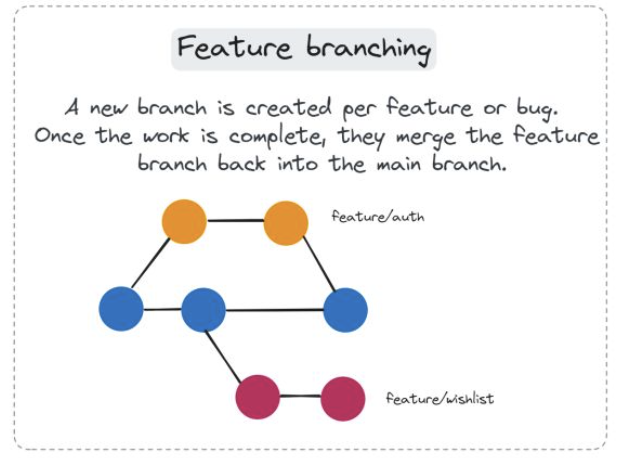 Feature branching
A new branch is created per feature or bug.
Once the work is complete, they merge the feature
branch back into the main branch.
feature/auth
feature/wishlist